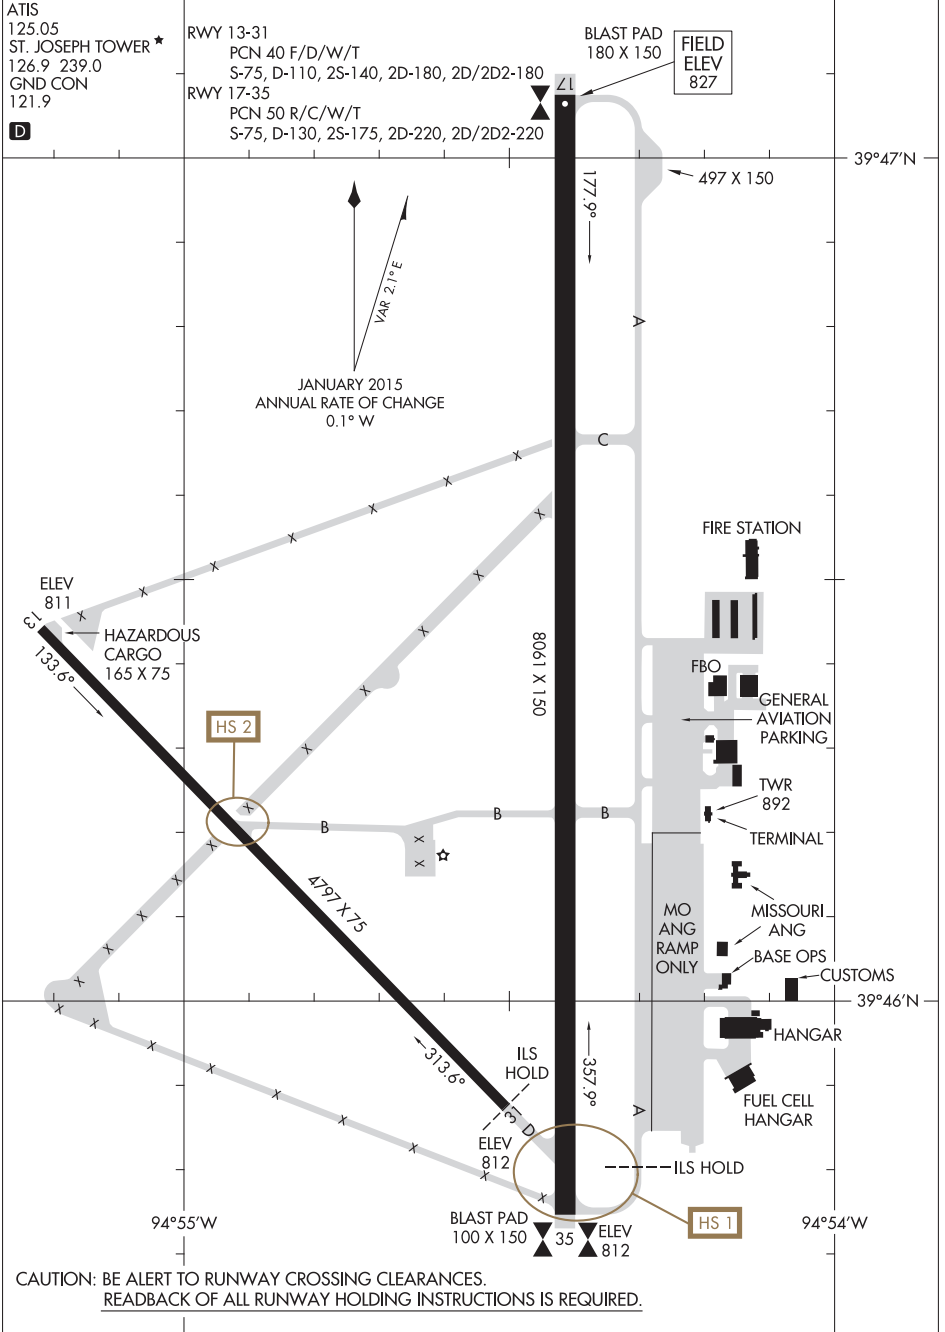 ATIS
125.05
ST. JOSEPH TOWER
126.9 239.0
GND CON
121.9
D
RWY 13-31
PCN 40 F/D/W/T
S-75, D-110, 2S-140, 2D-180, 2D/2D2-180
RWY 17-35
PCN 50 R/C/W/T
S-75, D-130, 2S-175, 2D-220, 2D/2D2-220
BLAST PAD
180 X 150
FIELD
ELEV
827
17
39°47'N
497 X 150
177.9°
VAR 2.1° E
A
JANUARY 2015
ANNUAL RATE OF CHANGE
0.1° W
C
X X X X X X X X
X X X X X X
FIRE STATION
ELEV
811
13
HAZARDOUS
CARGO
165 X 75
133.6°
8061 X 150
FBO
GENERAL
AVIATION
PARKING
HS 2
TWR
892
TERMINAL
B
B
B
X
X
X X X X X
4797 X 75
MO
ANG
RAMP
ONLY
MISSOURI
ANG
BASE OPS
CUSTOMS
39°46'N
HANGAR
X X X X X X X X X
313.6°
ILS
HOLD
357.9°
FUEL CELL
HANGAR
A
31
D
ELEV
812
ILS HOLD
94°55'W
BLAST PAD
100 X 150
35
ELEV
812
HS 1
94°54'W
CAUTION: BE ALERT TO RUNWAY CROSSING CLEARANCES.
READBACK OF ALL RUNWAY HOLDING INSTRUCTIONS IS REQUIRED.